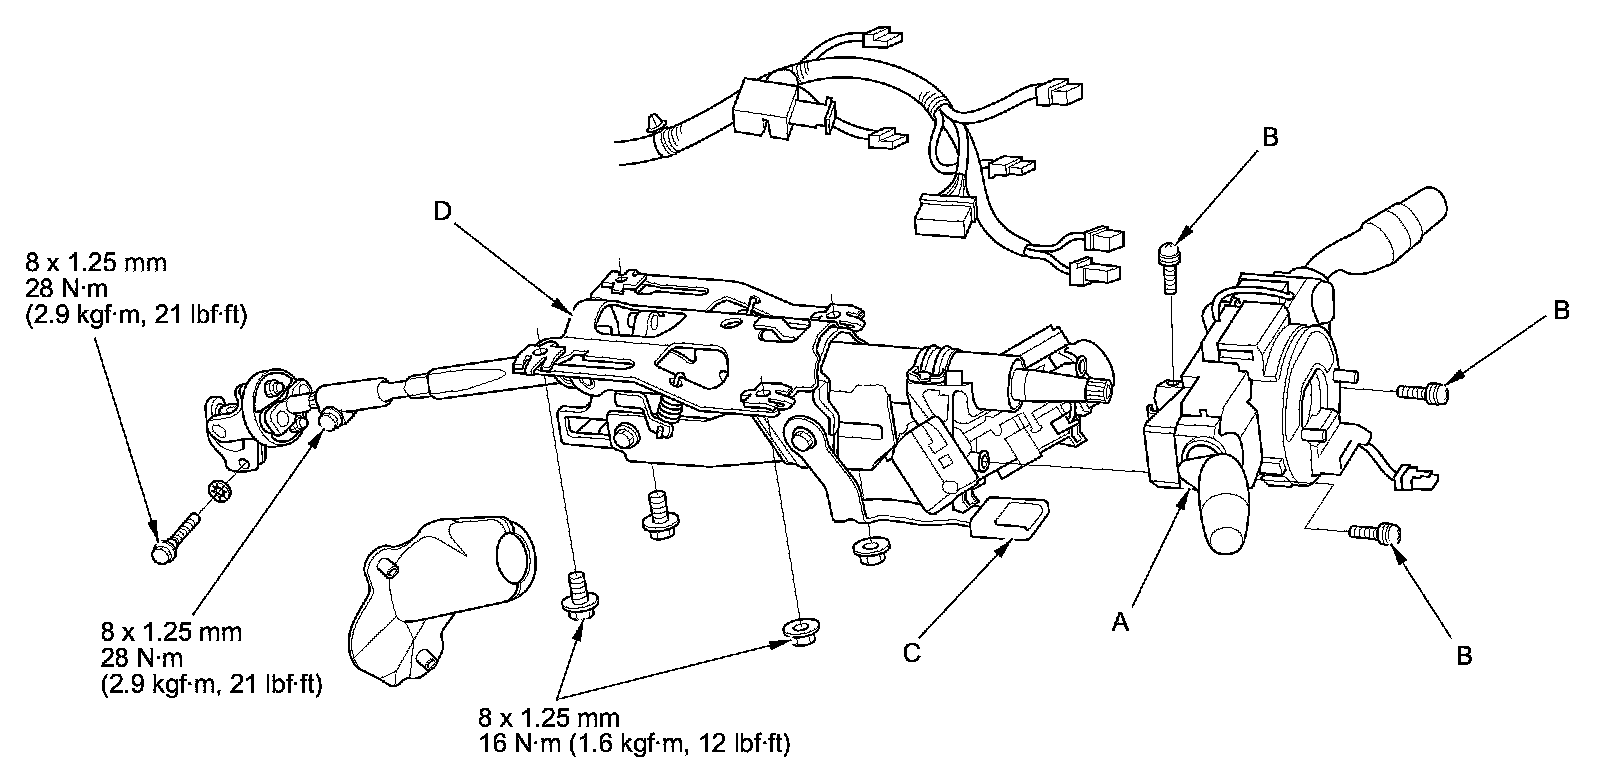 B
D
8 x 1.25 mm
28 N·m
(2.9 kgf·m, 21 lbf·ft)
B
A
C
B
8 x 1.25 mm
28 N·m
(2.9 kgf·m, 21 lbf·ft)
8 x 1.25 mm
16 N·m (1.6 kgf·m, 12 lbf·ft)